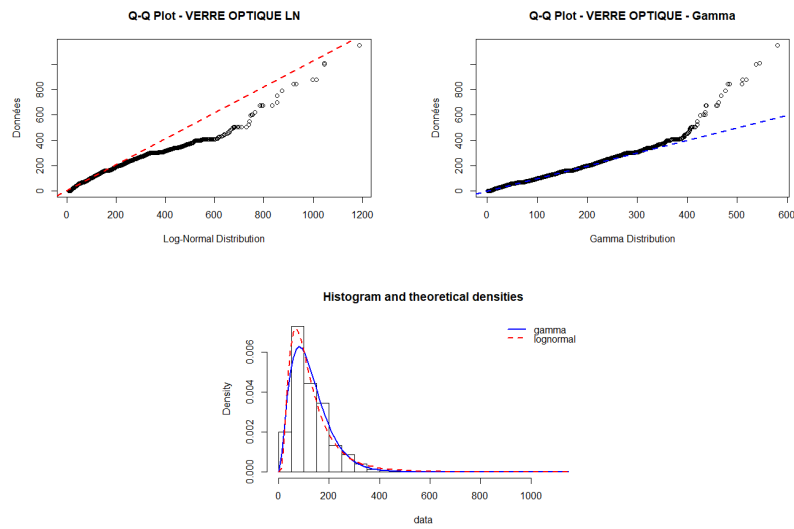 Q-Q Plot - VERRE OPTIQUE LN
Données
0 200 400 600 800
0 200 400 600 800 1000 1200
Log-Normal Distribution
Q-Q Plot - VERRE OPTIQUE - Gamma
Données
0 200 400 600 800
0 100 200 300 400 500 600
Gamma Distribution
Histogram and theoretical densities
gamma
lognormal
Density
0.000 0.002 0.004 0.006
0 200 400 600 800 1000
data